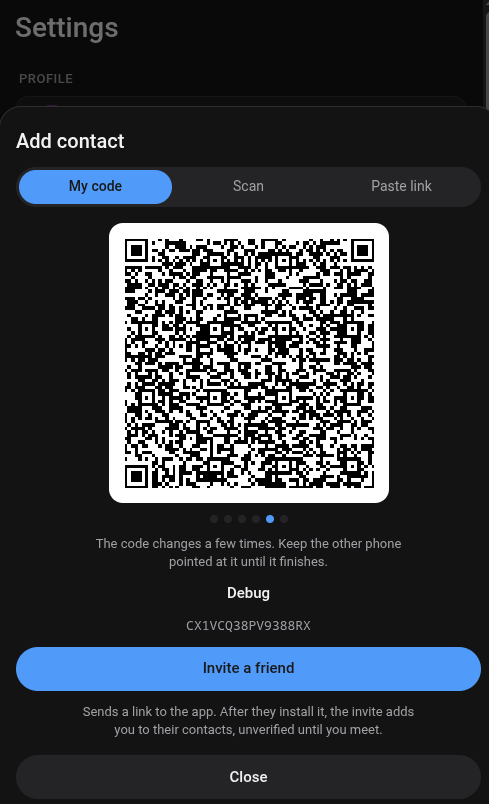 Settings
PROFILE
Add contact
My code
Scan
Paste link
The code changes a few times. Keep the other phone
pointed at it until it finishes.
Debug
CX1VCQ38PV9388RX
Invite a friend
Sends a link to the app. After they install it, the invite adds
you to their contacts, unverified until you meet.
Close